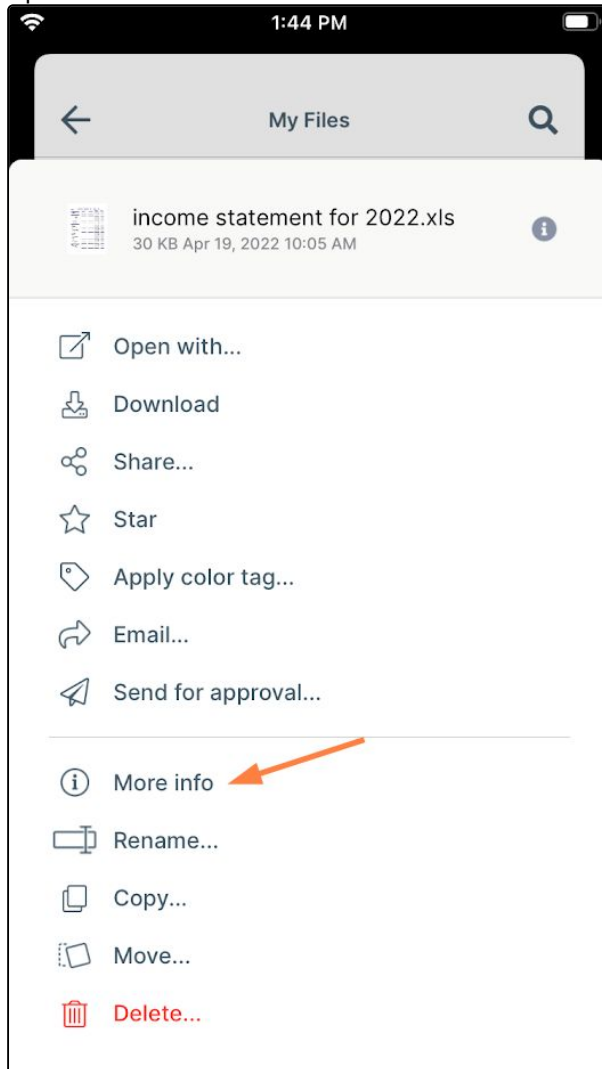 1:44 PM
My Files
income statement for 2022.xls
30 KB Apr 19, 2022 10:05 AM
Open with...
Download
Share...
Star
Apply color tag...
Email...
Send for approval...
More info
Rename...
Copy...
Move...
Delete...